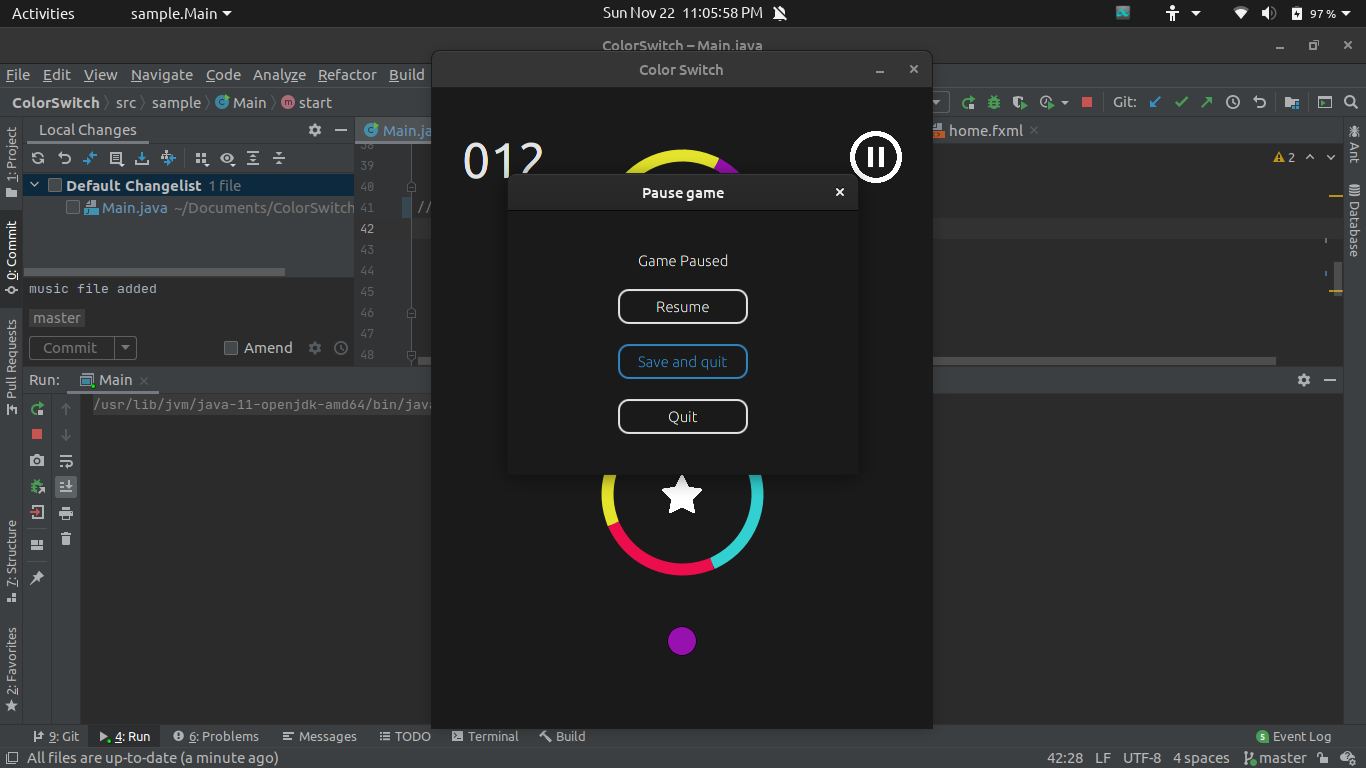 Activities
sample.Main
Sun Nov 22 11:05:58 PM
97 %
ColorSwitch – Main.java
File Edit View Navigate Code Analyze Refactor Build
Color Switch
ColorSwitch src sample Main start
Git:
Local Changes
Main.ja
home.fxml
1: Project
0: Commit
Pull Requests
7: Structure
2: Favorites
Ant
Database
Default Changelist 1 file
Main.java ~/Documents/ColorSwitch
music file added
master
Commit
Amend
38
39
40
41 //
42
43
44
45
46
47
48
2
012
Pause game
Game Paused
Resume
Save and quit
Quit
Run: Main
/usr/lib/jvm/java-11-openjdk-amd64/bin/java
9: Git 4: Run 6: Problems Messages TODO Terminal Build
5 Event Log
All files are up-to-date (a minute ago)
42:28 LF UTF-8 4 spaces master